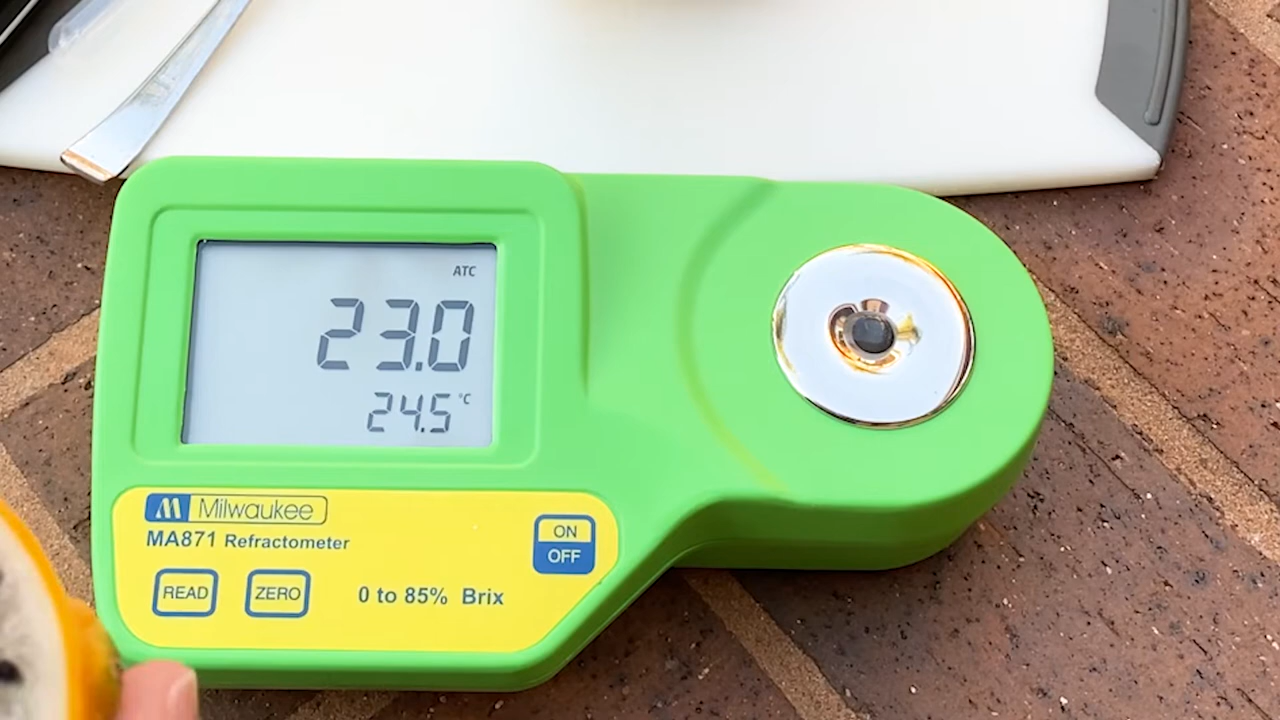 ATC
23.0
24.5 °C
M Milwaukee
MA871 Refractometer
READ ZERO 0 to 85% Brix
ON
OFF